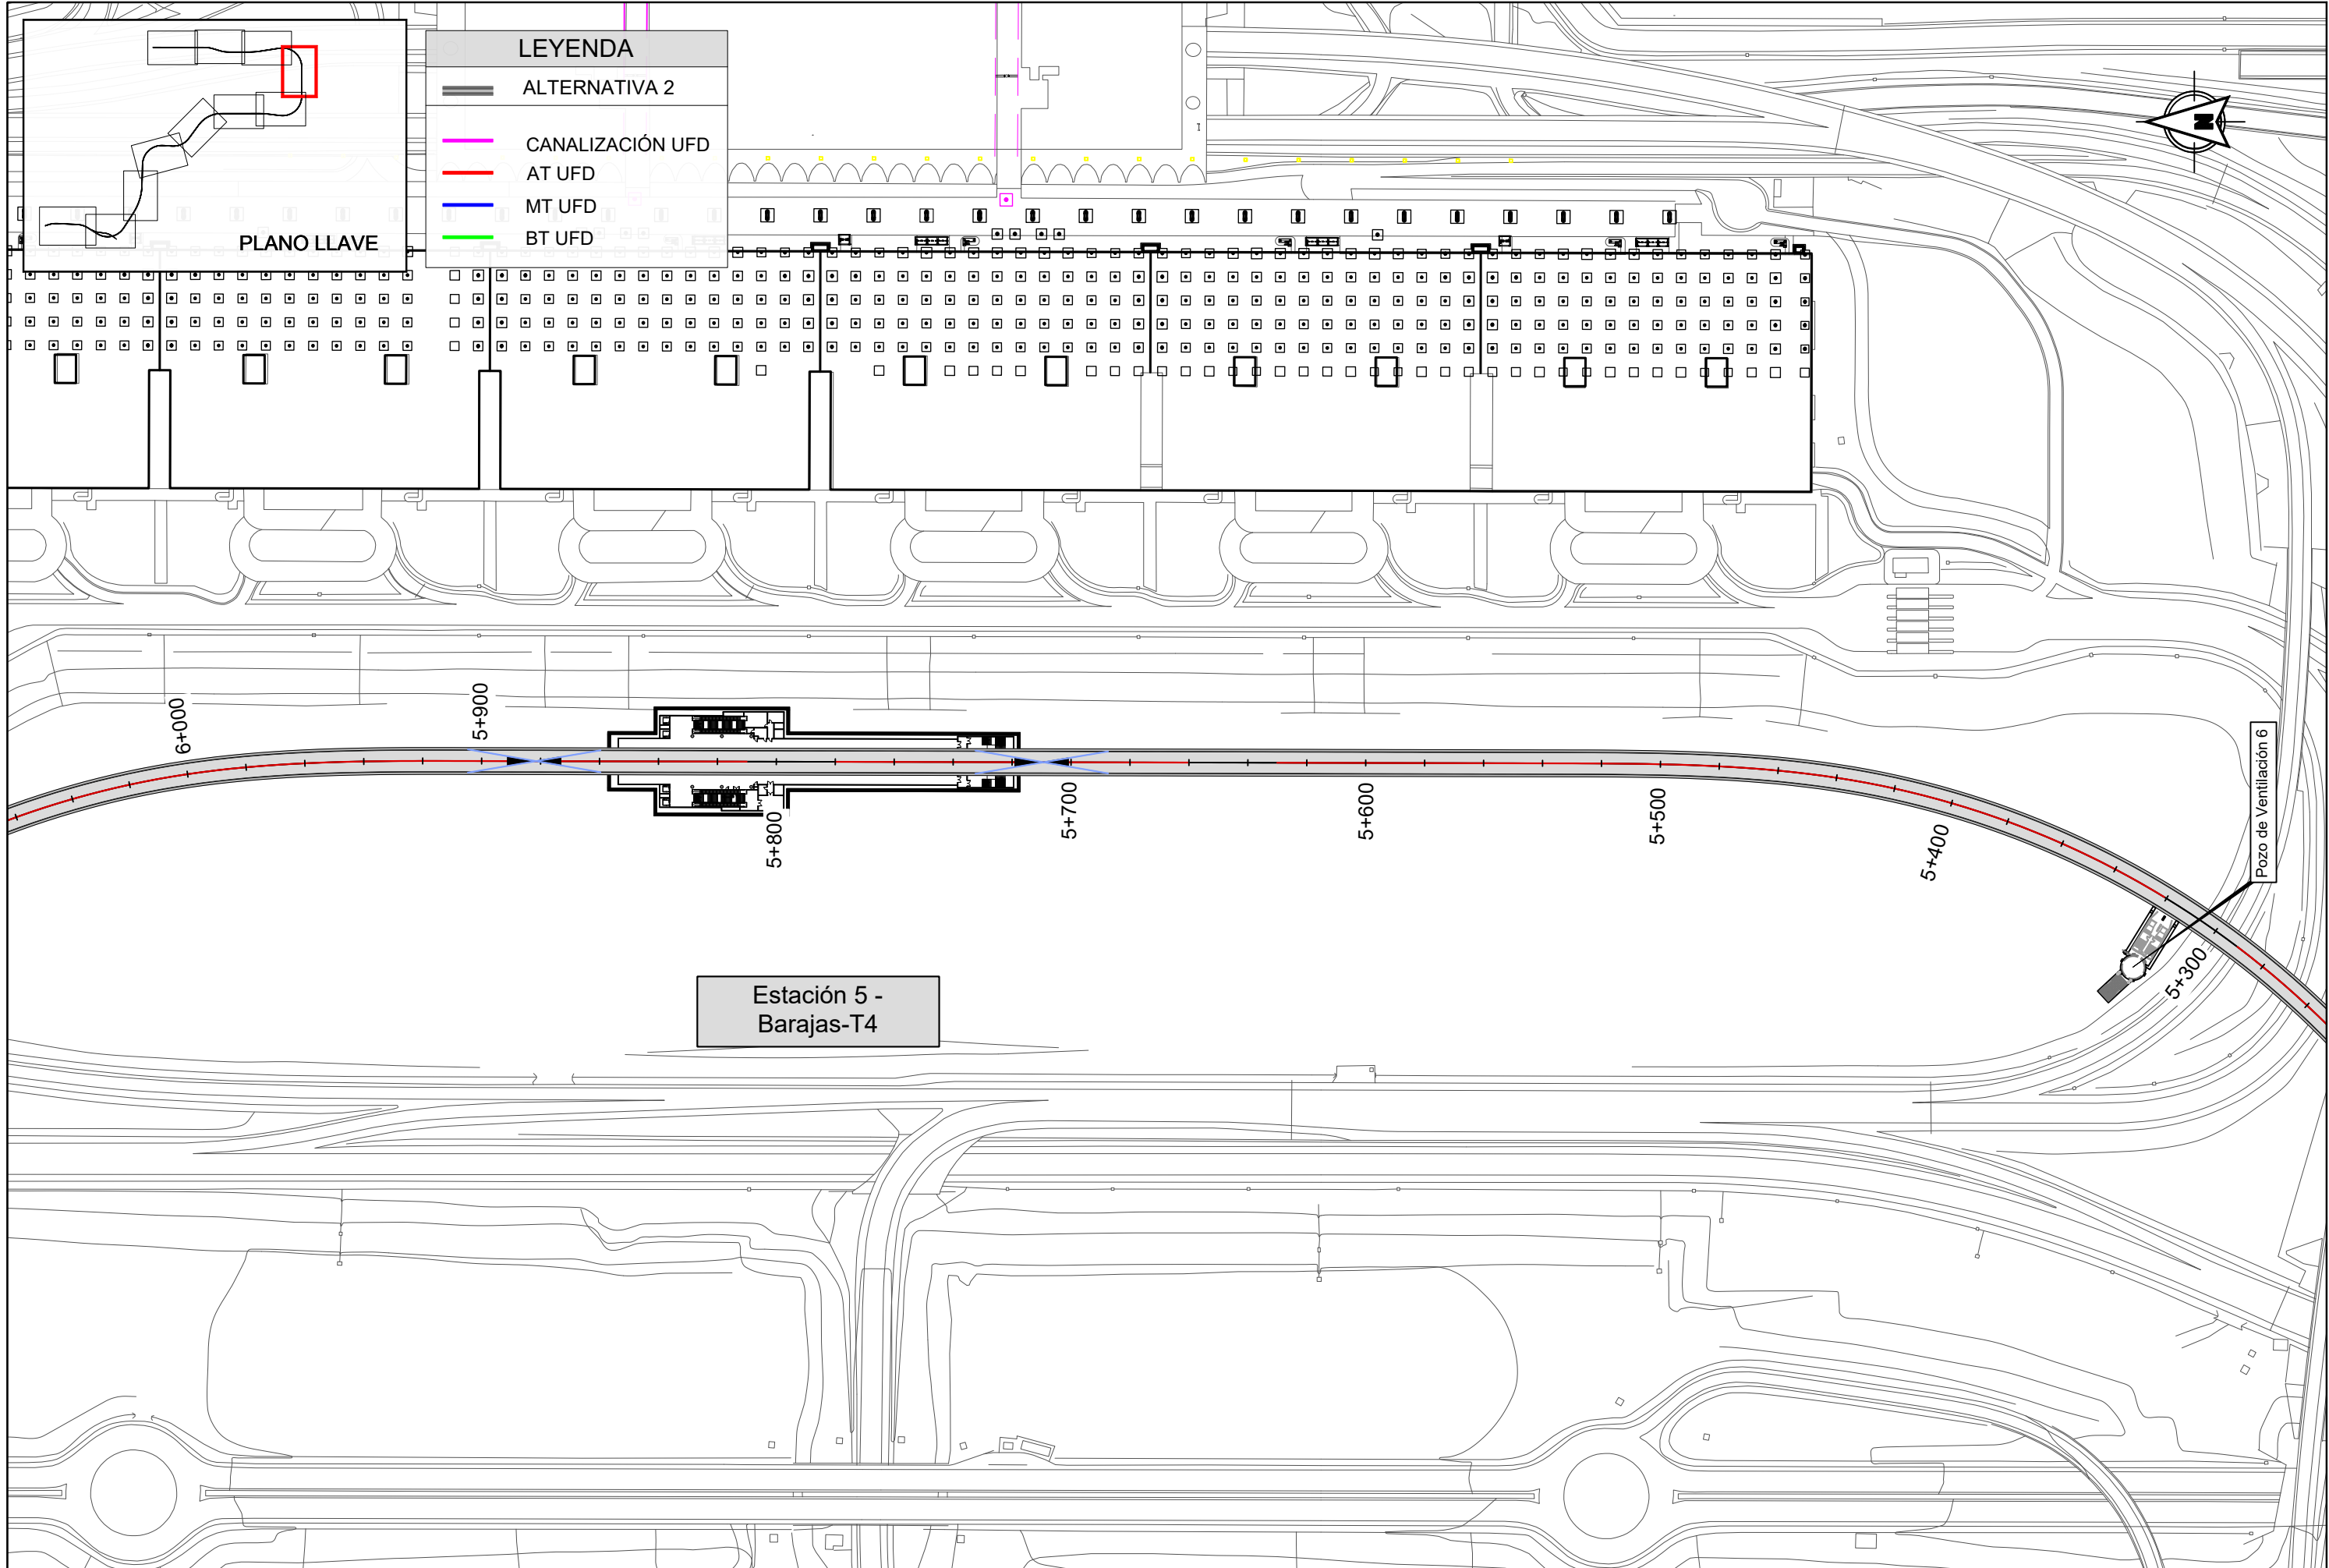 PLANO LLAVE
LEYENDA
ALTERNATIVA 2
CANALIZACIÓN UFD
AT UFD
MT UFD
BT UFD
N
6+000
5+900
5+800
5+700
5+600
5+500
5+400
5+300
Pozo de Ventilación 6
Estación 5 -
Barajas-T4